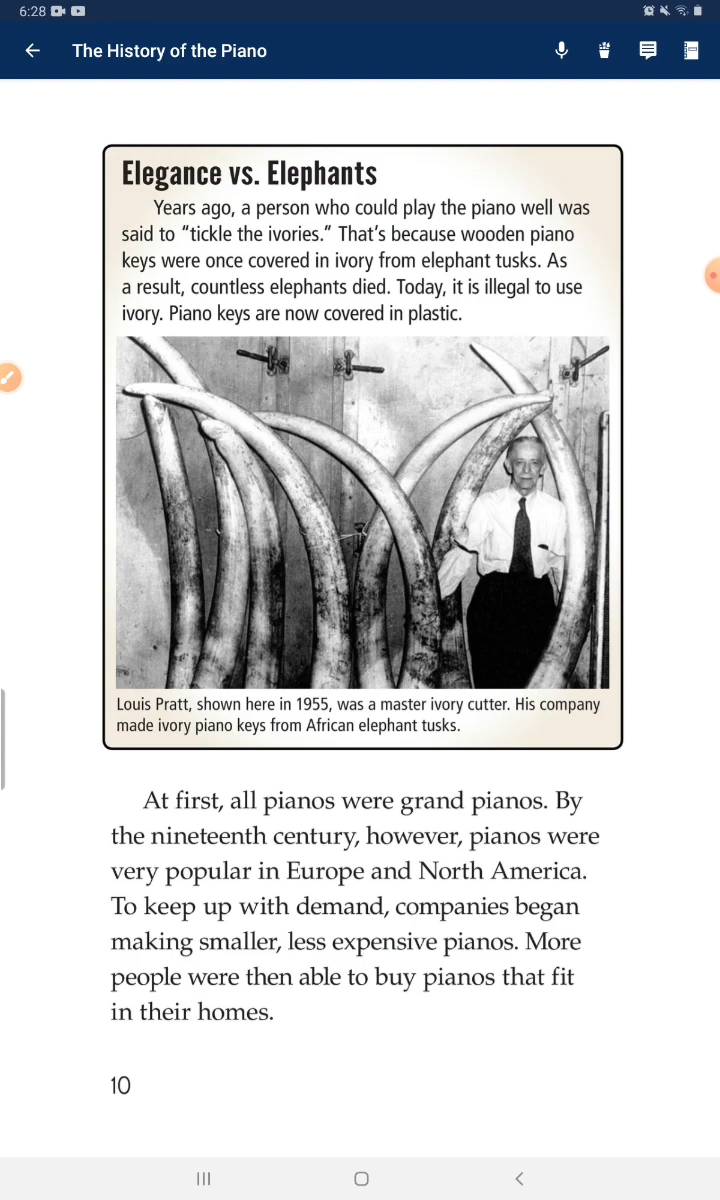 6:28
The History of the Piano
Elegance vs. Elephants
Years ago, a person who could play the piano well was
said to “tickle the ivories.” That’s because wooden piano
keys were once covered in ivory from elephant tusks. As
a result, countless elephants died. Today, it is illegal to use
ivory. Piano keys are now covered in plastic.
Louis Pratt, shown here in 1955, was a master ivory cutter. His company
made ivory piano keys from African elephant tusks.
At first, all pianos were grand pianos. By
the nineteenth century, however, pianos were
very popular in Europe and North America.
To keep up with demand, companies began
making smaller, less expensive pianos. More
people were then able to buy pianos that fit
in their homes.
10